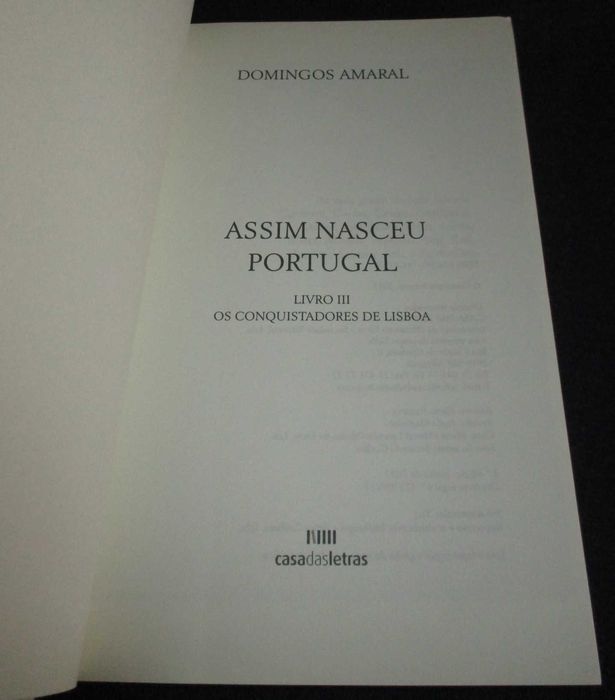 DOMINGOS AMARAL
ASSIM NASCEU
PORTUGAL
LIVRO III
OS CONQUISTADORES DE LISBOA
casadasletras